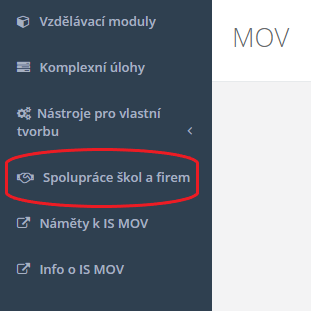 Vzdělávací moduly
MOV
Komplexní úlohy
Nástroje pro vlastní
tvorbu
Spolupráce škol a firem
Náměty k IS MOV
Info o IS MOV